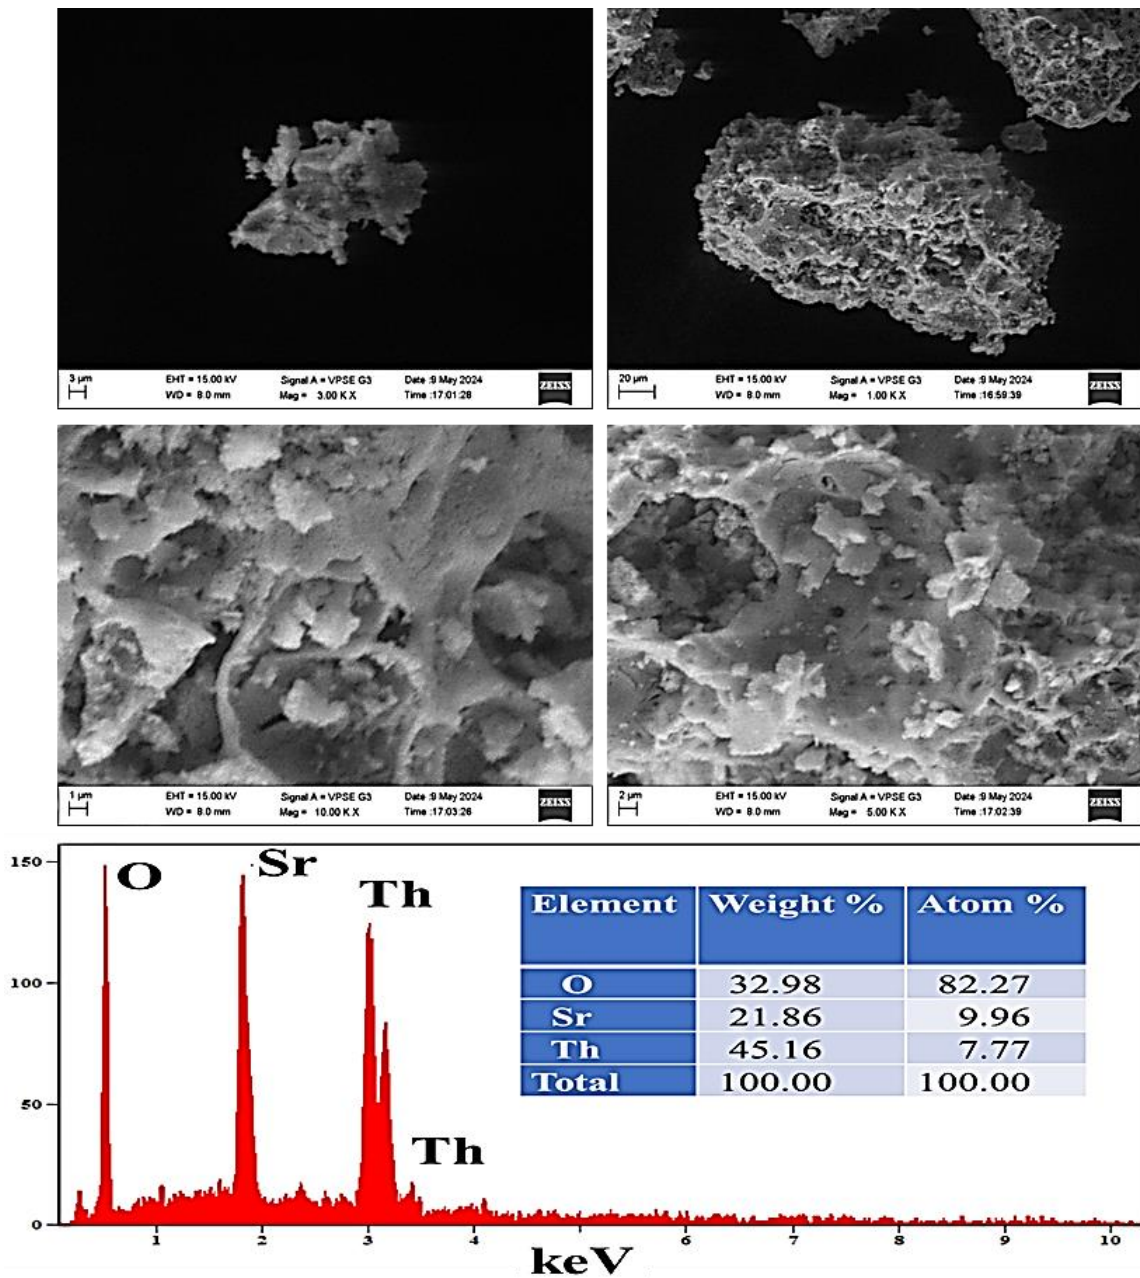 3 µm EHT = 15.00 kV Signal A = VPSE G3 Date :9 May 2024 ZEISS
WD = 8.0 mm Mag = 3.00 K X Time :17:01:28
20 µm EHT = 15.00 kV Signal A = VPSE G3 Date :9 May 2024 ZEISS
WD = 8.0 mm Mag = 1.00 K X Time :16:59:39
1 µm EHT = 15.00 kV Signal A = VPSE G3 Date :9 May 2024 ZEISS
WD = 8.0 mm Mag = 10.00 K X Time :17:03:26
2 µm EHT = 15.00 kV Signal A = VPSE G3 Date :9 May 2024 ZEISS
WD = 8.0 mm Mag = 5.00 K X Time :17:02:39
150
100
50
0
O
Sr
Th
Th
Element Weight % Atom %
O 32.98 82.27
Sr 21.86 9.96
Th 45.16 7.77
Total 100.00 100.00
1 2 3 4 5 6 7 8 9 10
keV